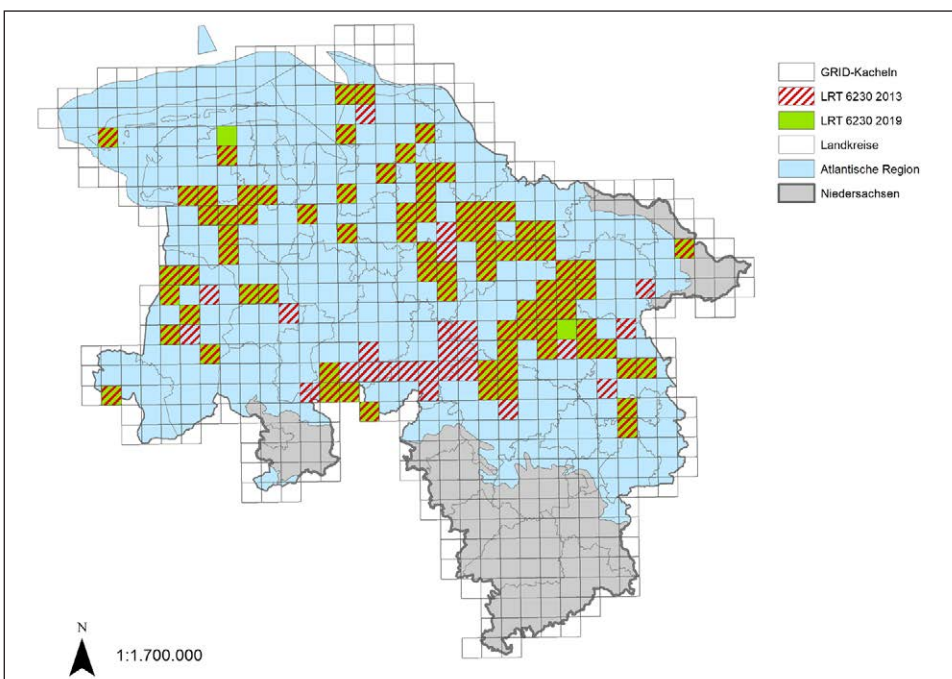 GRID-Kacheln
LRT 6230 2013
LRT 6230 2019
Landkreise
Atlantische Region
Niedersachsen
N
1:1.700.000